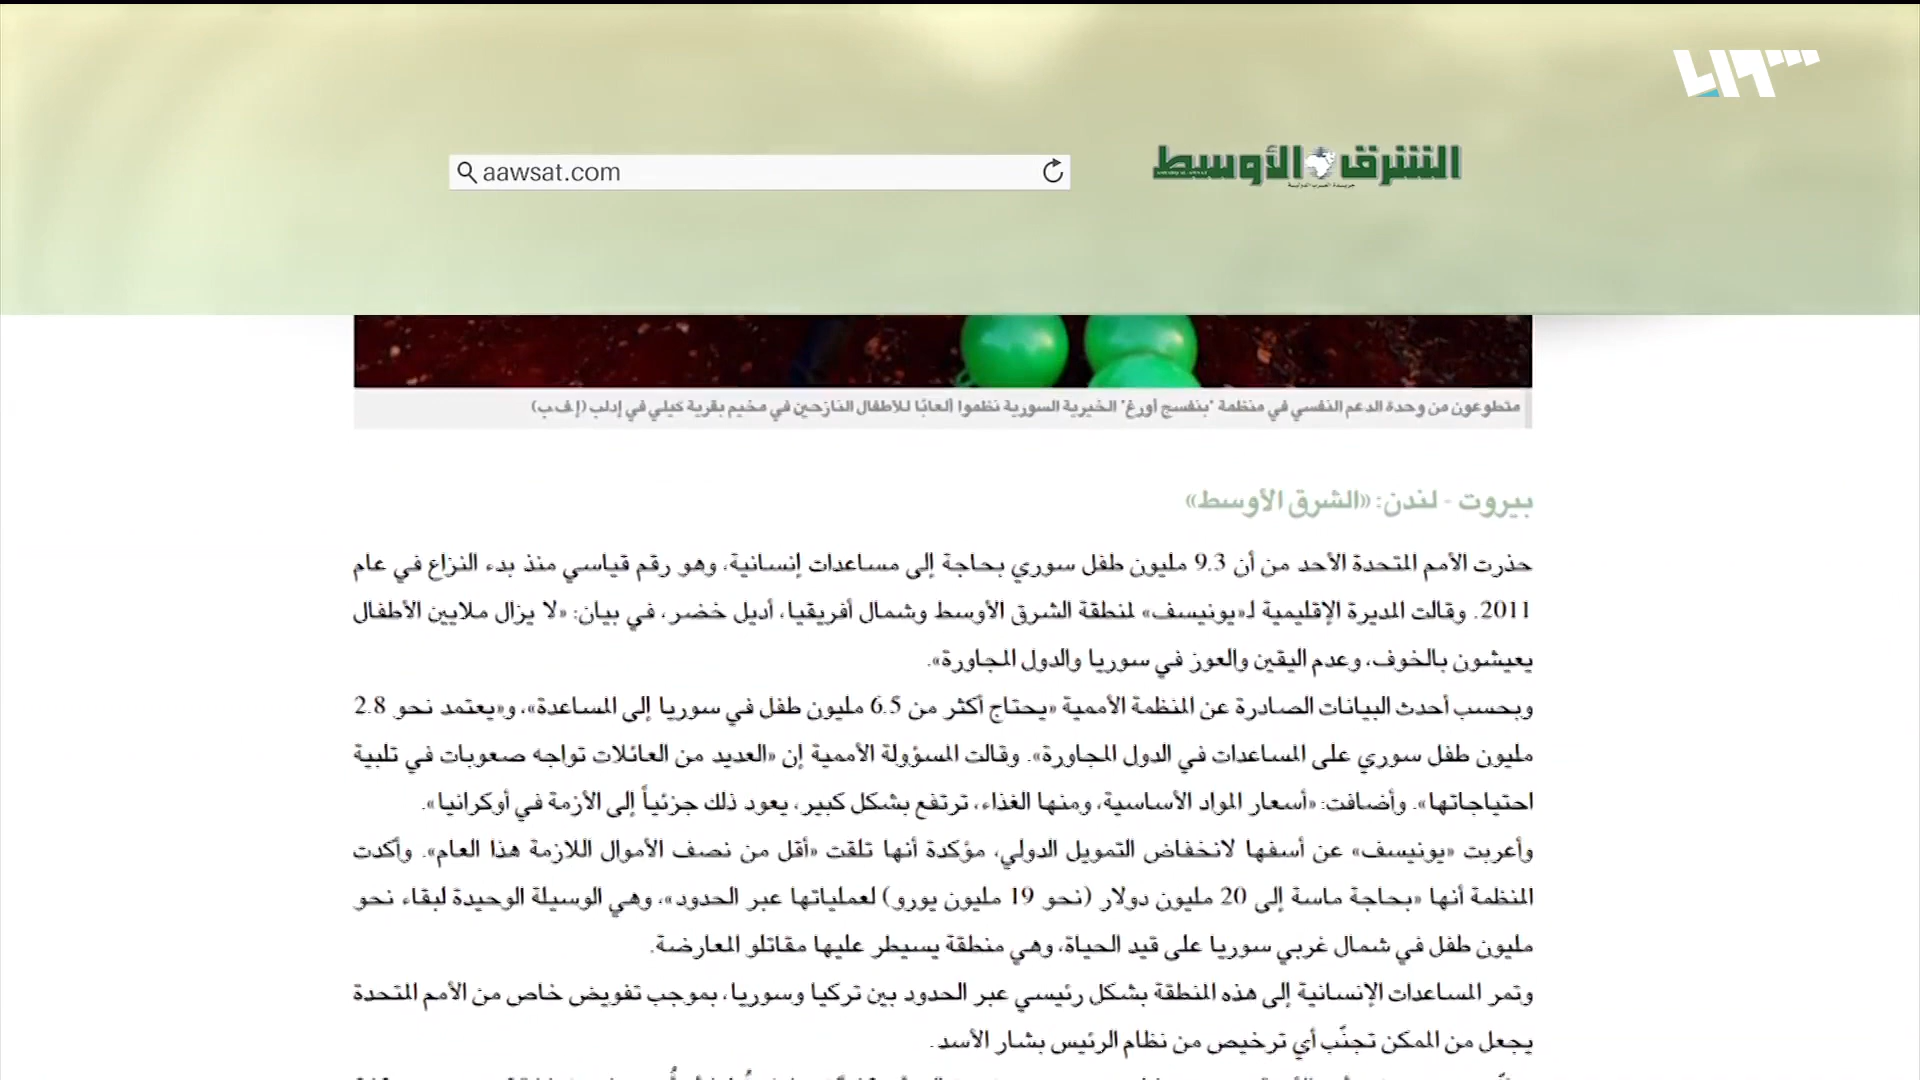 aawsat.com
الشرق الأوسط
جريدة العرب الدولية
متطوعون من وحدة الدعم النفسي في منظمة "بنفسج أورغ" الخيرية السورية نظموا ألعابًا للأطفال النازحين في مخيم بقرية كيلي في إدلب (إ.ف.ب)
بيروت - لندن: «الشرق الأوسط»
حذرت الأمم المتحدة الأحد من أن 9.3 مليون طفل سوري بحاجة إلى مساعدات إنسانية، وهو رقم قياسي منذ بدء النزاع في عام
2011. وقالت المديرة الإقليمية لـ«يونيسف» لمنطقة الشرق الأوسط وشمال أفريقيا، أديل خضر، في بيان: «لا يزال ملايين الأطفال
يعيشون بالخوف، وعدم اليقين والعوز في سوريا والدول المجاورة».
وبحسب أحدث البيانات الصادرة عن المنظمة الأممية «يحتاج أكثر من 6.5 مليون طفل في سوريا إلى المساعدة»، و«يعتمد نحو 2.8
مليون طفل سوري على المساعدات في الدول المجاورة». وقالت المسؤولة الأممية إن «العديد من العائلات تواجه صعوبات في تلبية
احتياجاتها». وأضافت: «أسعار المواد الأساسية، ومنها الغذاء، ترتفع بشكل كبير، يعود ذلك جزئياً إلى الأزمة في أوكرانيا».
وأعربت «يونيسف» عن أسفها لانخفاض التمويل الدولي، مؤكدة أنها تلقت «أقل من نصف الأموال اللازمة هذا العام». وأكدت
المنظمة أنها «بحاجة ماسة إلى 20 مليون دولار (نحو 19 مليون يورو) لعملياتها عبر الحدود»، وهي الوسيلة الوحيدة لبقاء نحو
مليون طفل في شمال غربي سوريا على قيد الحياة، وهي منطقة يسيطر عليها مقاتلو المعارضة.
وتمر المساعدات الإنسانية إلى هذه المنطقة بشكل رئيسي عبر الحدود بين تركيا وسوريا، بموجب تفويض خاص من الأمم المتحدة
يجعل من الممكن تجنّب أي ترخيص من نظام الرئيس بشار الأسد.